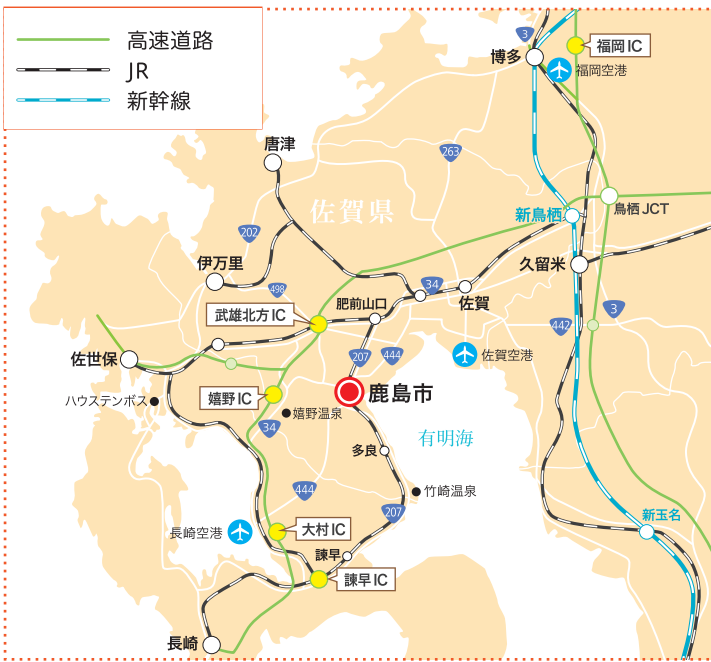 高速道路
JR
新幹線
3
博多
福岡IC
福岡空港
唐津
263
佐賀県
新鳥栖
鳥栖JCT
202
伊万里
久留米
498
34
佐賀
肥前山口
武雄北方IC
3
442
佐世保
207
444
佐賀空港
ハウステンボス
嬉野IC
鹿島市
嬉野温泉
34
有明海
多良
444
竹崎温泉
207
新玉名
長崎空港
大村IC
諫早
諫早IC
長崎